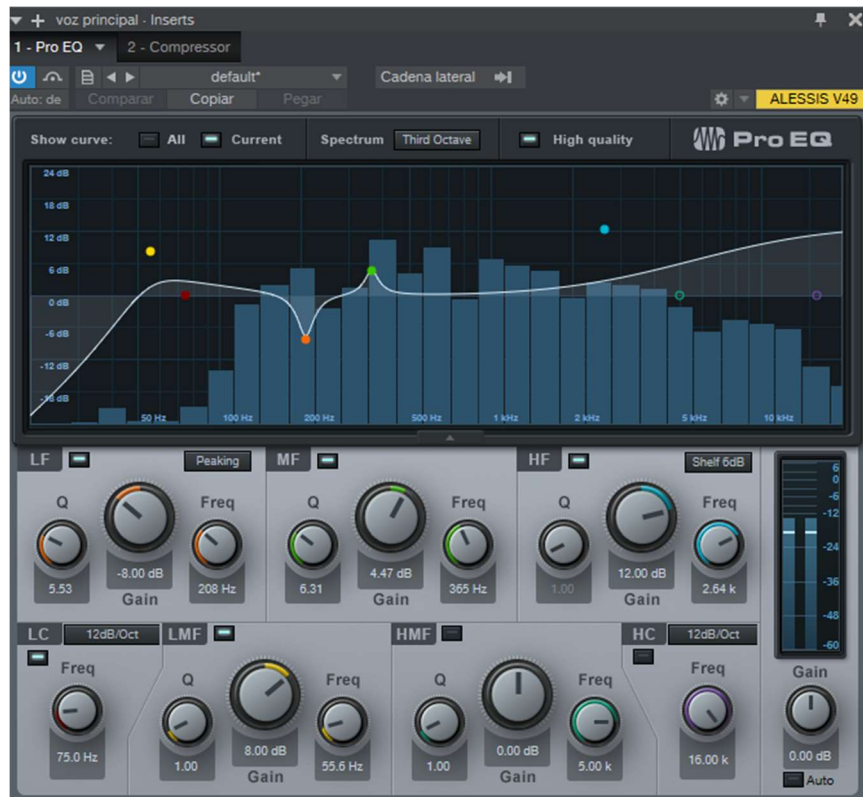 voz principal - Inserts
1 - Pro EQ 2 - Compressor
default* Cadena lateral
Auto: de Comparar Copiar Pegar ALESSIS V49
Show curve: All Current Spectrum Third Octave High quality Pro EQ
24 dB
18 dB
12 dB
6 dB
0 dB
-6 dB
-12 dB
-18 dB
50 Hz 100 Hz 200 Hz 500 Hz 1 kHz 2 kHz 5 kHz 10 kHz
LF Peaking MF HF Shelf 6dB
Q Freq Q Freq Q Freq
5.53 -8.00 dB 208 Hz 6.31 4.47 dB 365 Hz 1.00 12.00 dB 2.64 k
Gain Gain Gain
6
0
-6
-12
-24
-36
-48
-60
LC 12dB/Oct LMF HMF HC 12dB/Oct
Freq Q Freq Q Freq Freq Gain
75.0 Hz 1.00 8.00 dB 55.6 Hz 1.00 0.00 dB 5.00 k 16.00 k 0.00 dB
Gain Gain Auto